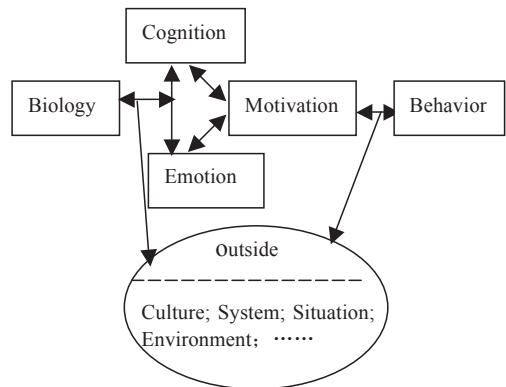 Cognition
Biology
Motivation
Behavior
Emotion
outside
Culture; System; Situation;
Environment；……